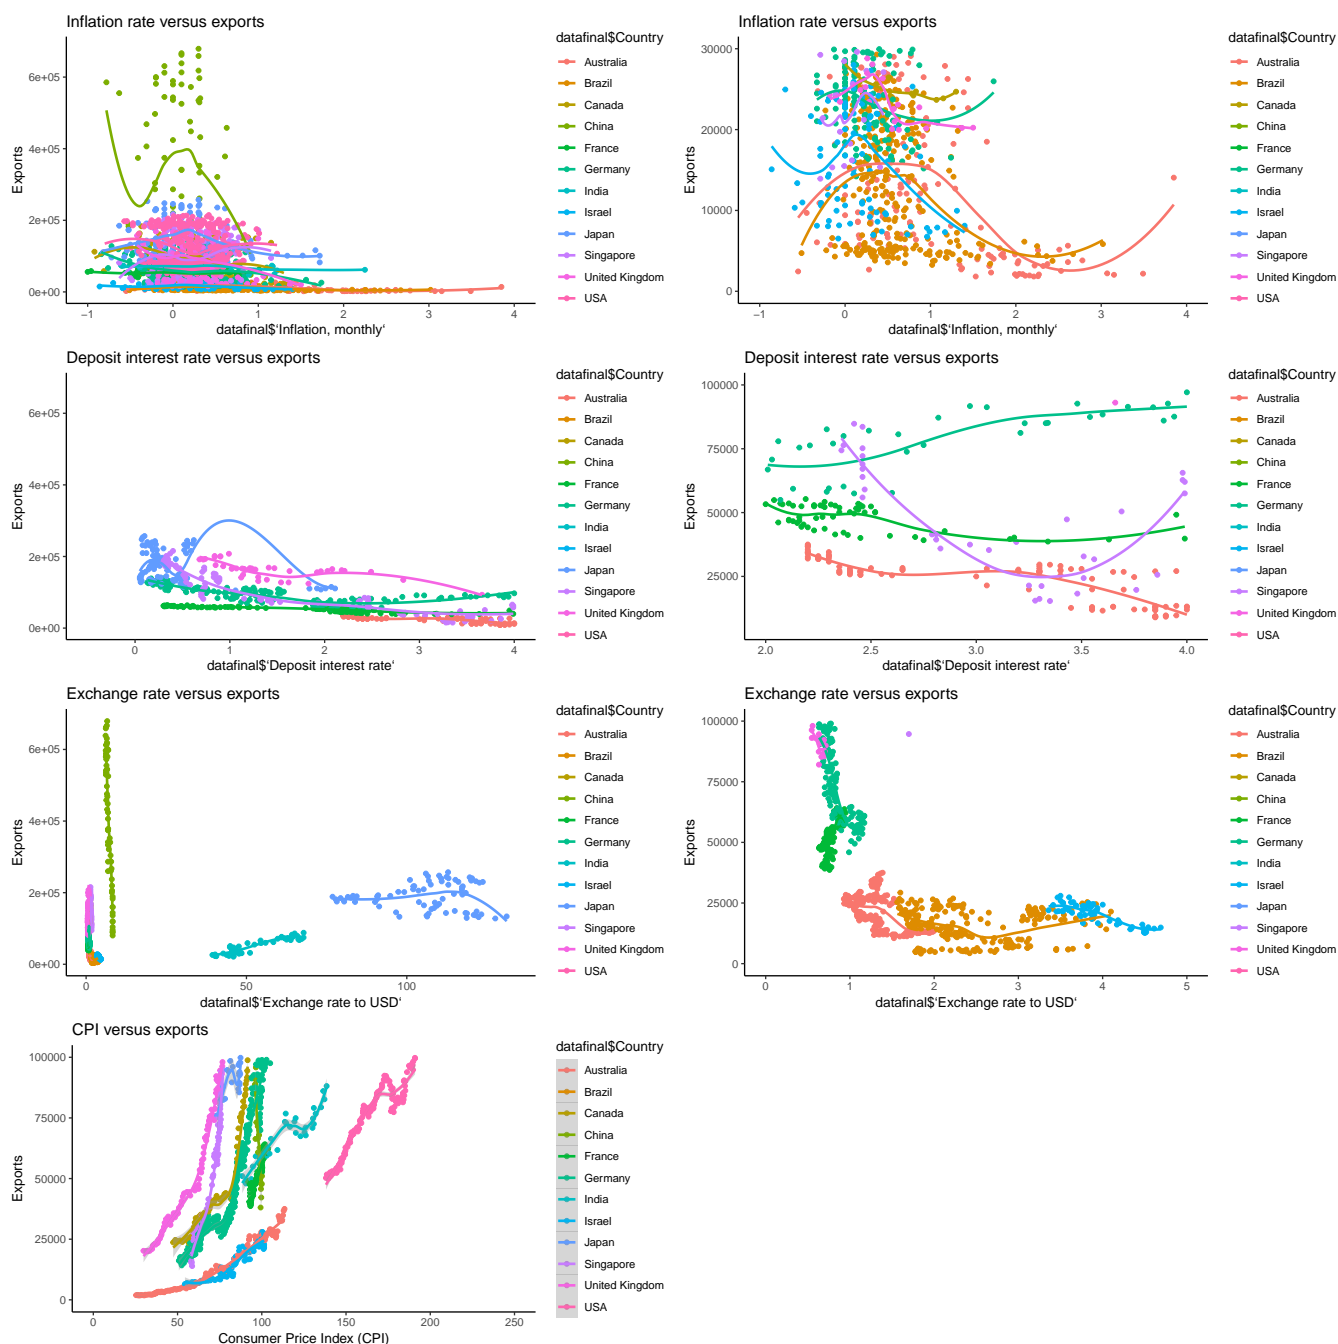 Inflation rate versus exports
Exports
6e+05
4e+05
2e+05
0e+00
−1
0
1
2
3
4
datafinal$‘Inflation, monthly‘
datafinal$Country
Australia
Brazil
Canada
China
France
Germany
India
Israel
Japan
Singapore
United Kingdom
USA
Inflation rate versus exports
Exports
30000
20000
10000
0
−1
0
1
2
3
4
datafinal$‘Inflation, monthly‘
datafinal$Country
Australia
Brazil
Canada
China
France
Germany
India
Israel
Japan
Singapore
United Kingdom
USA
Deposit interest rate versus exports
Exports
6e+05
4e+05
2e+05
0e+00
0
1
2
3
4
datafinal$‘Deposit interest rate‘
datafinal$Country
Australia
Brazil
Canada
China
France
Germany
India
Israel
Japan
Singapore
United Kingdom
USA
Deposit interest rate versus exports
Exports
100000
75000
50000
25000
2.0
2.5
3.0
3.5
4.0
datafinal$‘Deposit interest rate‘
datafinal$Country
Australia
Brazil
Canada
China
France
Germany
India
Israel
Japan
Singapore
United Kingdom
USA
Exchange rate versus exports
Exports
6e+05
4e+05
2e+05
0e+00
0
50
100
datafinal$‘Exchange rate to USD‘
datafinal$Country
Australia
Brazil
Canada
China
France
Germany
India
Israel
Japan
Singapore
United Kingdom
USA
Exchange rate versus exports
Exports
100000
75000
50000
25000
0
0
1
2
3
4
5
datafinal$‘Exchange rate to USD‘
datafinal$Country
Australia
Brazil
Canada
China
France
Germany
India
Israel
Japan
Singapore
United Kingdom
USA
CPI versus exports
Exports
100000
75000
50000
25000
0
0
50
100
150
200
250
Consumer Price Index (CPI)
datafinal$Country
Australia
Brazil
Canada
China
France
Germany
India
Israel
Japan
Singapore
United Kingdom
USA